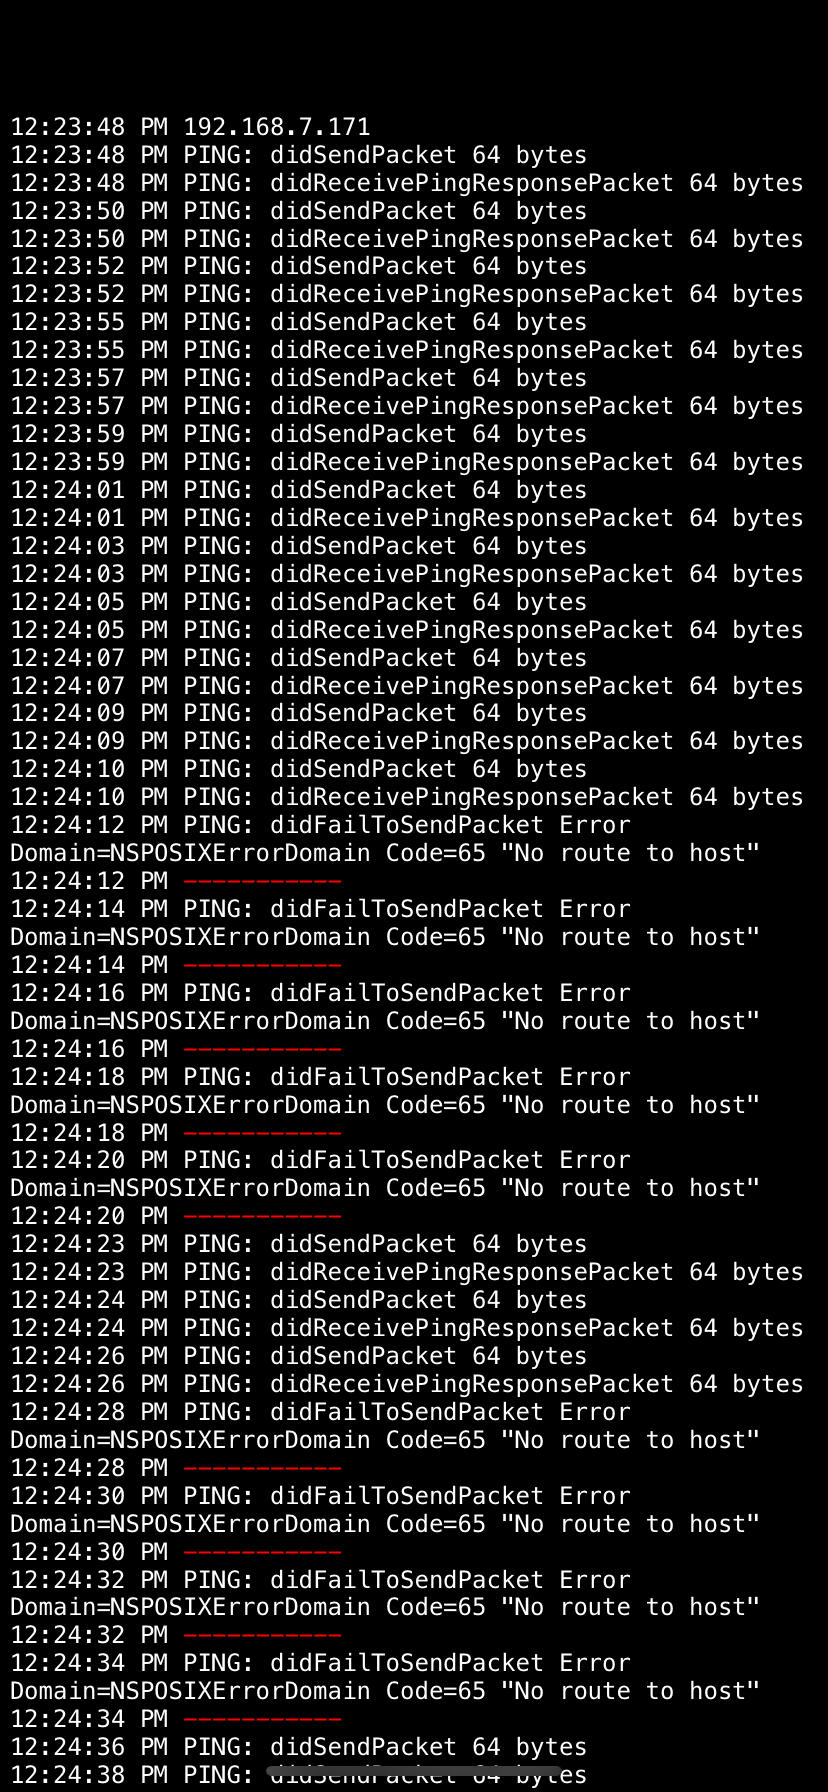 12:23:48 PM 192.168.7.171
12:23:48 PM PING: didSendPacket 64 bytes
12:23:48 PM PING: didReceivePingResponsePacket 64 bytes
12:23:50 PM PING: didSendPacket 64 bytes
12:23:50 PM PING: didReceivePingResponsePacket 64 bytes
12:23:52 PM PING: didSendPacket 64 bytes
12:23:52 PM PING: didReceivePingResponsePacket 64 bytes
12:23:55 PM PING: didSendPacket 64 bytes
12:23:55 PM PING: didReceivePingResponsePacket 64 bytes
12:23:57 PM PING: didSendPacket 64 bytes
12:23:57 PM PING: didReceivePingResponsePacket 64 bytes
12:23:59 PM PING: didSendPacket 64 bytes
12:23:59 PM PING: didReceivePingResponsePacket 64 bytes
12:24:01 PM PING: didSendPacket 64 bytes
12:24:01 PM PING: didReceivePingResponsePacket 64 bytes
12:24:03 PM PING: didSendPacket 64 bytes
12:24:03 PM PING: didReceivePingResponsePacket 64 bytes
12:24:05 PM PING: didSendPacket 64 bytes
12:24:05 PM PING: didReceivePingResponsePacket 64 bytes
12:24:07 PM PING: didSendPacket 64 bytes
12:24:07 PM PING: didReceivePingResponsePacket 64 bytes
12:24:09 PM PING: didSendPacket 64 bytes
12:24:09 PM PING: didReceivePingResponsePacket 64 bytes
12:24:10 PM PING: didSendPacket 64 bytes
12:24:10 PM PING: didReceivePingResponsePacket 64 bytes
12:24:12 PM PING: didFailToSendPacket Error
Domain=NSPOSIXErrorDomain Code=65 "No route to host"
12:24:12 PM -----------
12:24:14 PM PING: didFailToSendPacket Error
Domain=NSPOSIXErrorDomain Code=65 "No route to host"
12:24:14 PM -----------
12:24:16 PM PING: didFailToSendPacket Error
Domain=NSPOSIXErrorDomain Code=65 "No route to host"
12:24:16 PM -----------
12:24:18 PM PING: didFailToSendPacket Error
Domain=NSPOSIXErrorDomain Code=65 "No route to host"
12:24:18 PM -----------
12:24:20 PM PING: didFailToSendPacket Error
Domain=NSPOSIXErrorDomain Code=65 "No route to host"
12:24:20 PM -----------
12:24:23 PM PING: didSendPacket 64 bytes
12:24:23 PM PING: didReceivePingResponsePacket 64 bytes
12:24:24 PM PING: didSendPacket 64 bytes
12:24:24 PM PING: didReceivePingResponsePacket 64 bytes
12:24:26 PM PING: didSendPacket 64 bytes
12:24:26 PM PING: didReceivePingResponsePacket 64 bytes
12:24:28 PM PING: didFailToSendPacket Error
Domain=NSPOSIXErrorDomain Code=65 "No route to host"
12:24:28 PM -----------
12:24:30 PM PING: didFailToSendPacket Error
Domain=NSPOSIXErrorDomain Code=65 "No route to host"
12:24:30 PM -----------
12:24:32 PM PING: didFailToSendPacket Error
Domain=NSPOSIXErrorDomain Code=65 "No route to host"
12:24:32 PM -----------
12:24:34 PM PING: didFailToSendPacket Error
Domain=NSPOSIXErrorDomain Code=65 "No route to host"
12:24:34 PM -----------
12:24:36 PM PING: didSendPacket 64 bytes
12:24:38 PM PING: didSendPacket 64 bytes